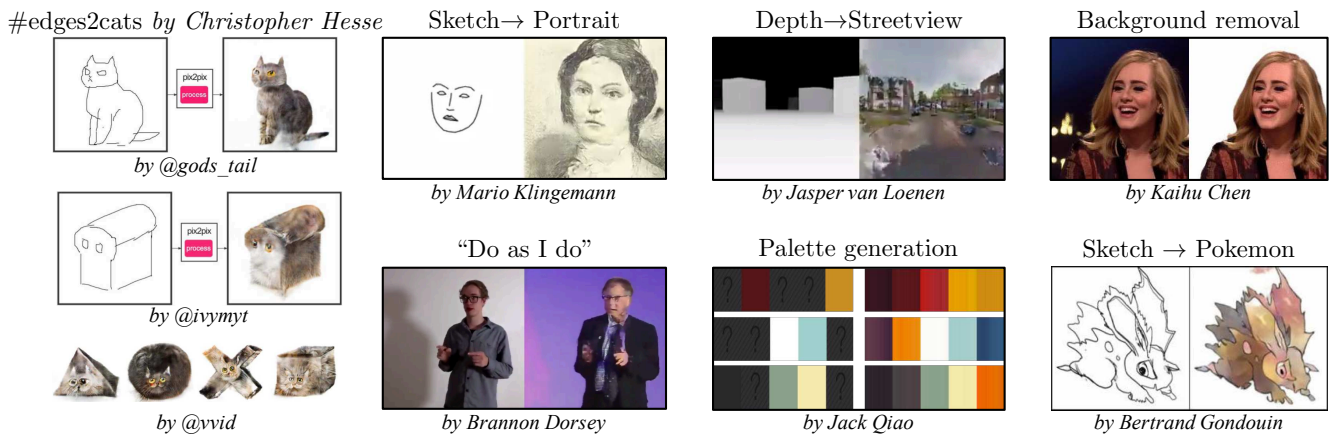 #edges2cats by Christopher Hesse
pix2pix
process
by @gods_tail
pix2pix
process
by @ivymyt
by @vvid
Sketch→ Portrait
by Mario Klingemann
Depth→Streetview
by Jasper van Loenen
Background removal
by Kaihu Chen
“Do as I do”
by Brannon Dorsey
Palette generation
? ? ?
? ? ?
? ?
by Jack Qiao
Sketch → Pokemon
by Bertrand Gondouin